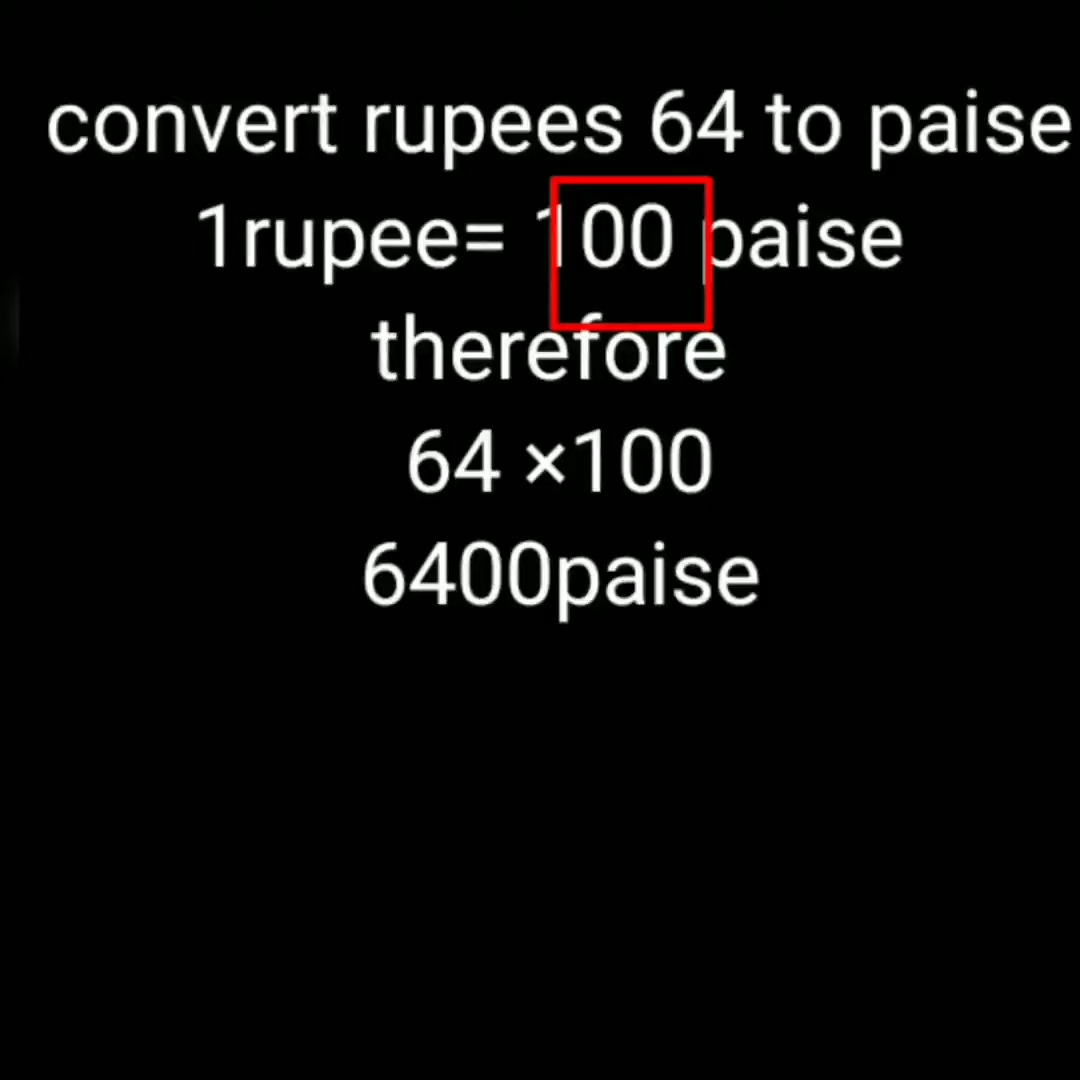 convert rupees 64 to paise
1rupee= 100 paise
therefore
64 ×100
6400paise